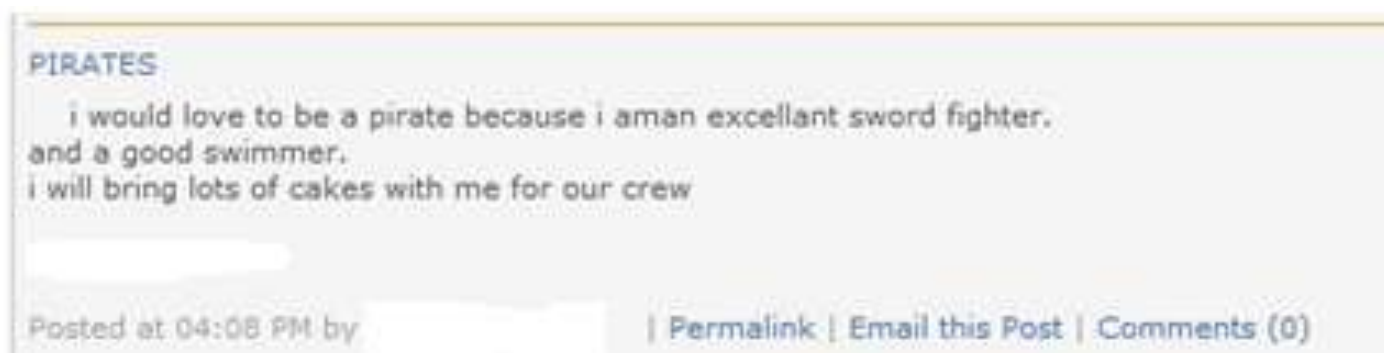 PIRATES
i would love to be a pirate because i aman excellant sword fighter.
and a good swimmer.
i will bring lots of cakes with me for our crew
Posted at 04:08 PM by | Permalink | Email this Post | Comments (0)